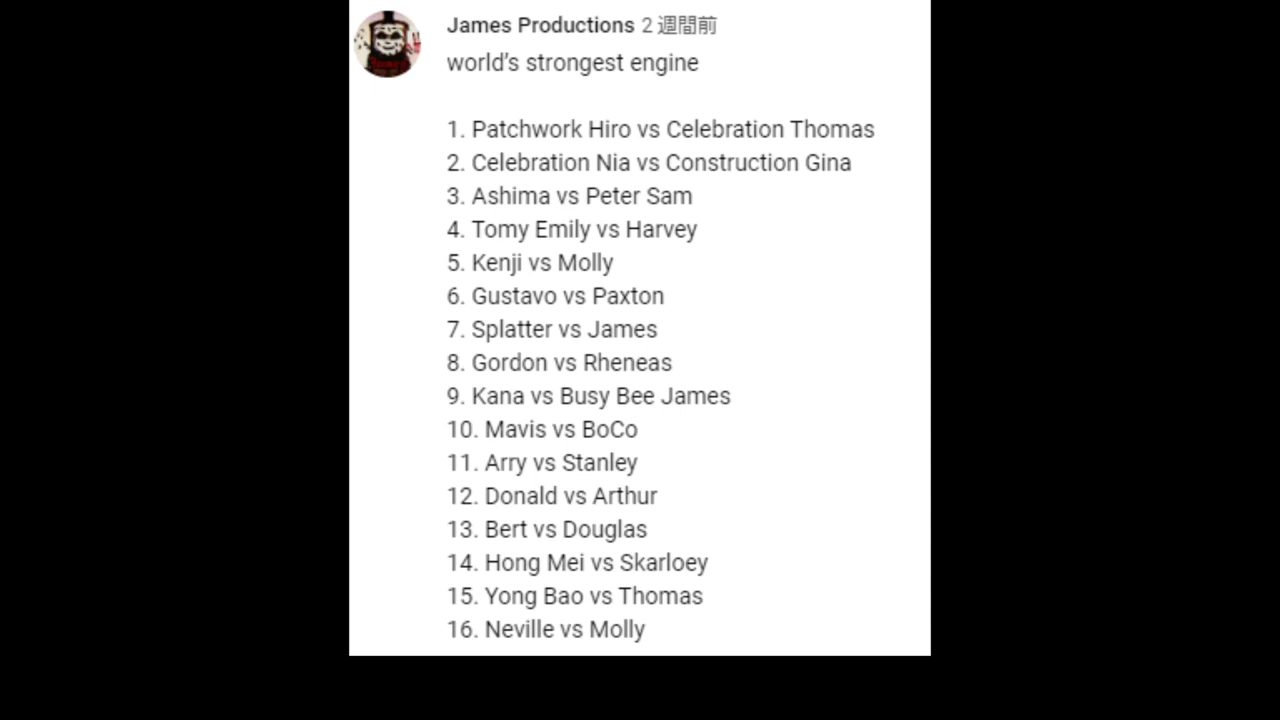 James Productions 2 週間前
world's strongest engine
1. Patchwork Hiro vs Celebration Thomas
2. Celebration Nia vs Construction Gina
3. Ashima vs Peter Sam
4. Tomy Emily vs Harvey
5. Kenji vs Molly
6. Gustavo vs Paxton
7. Splatter vs James
8. Gordon vs Rheneas
9. Kana vs Busy Bee James
10. Mavis vs BoCo
11. Arry vs Stanley
12. Donald vs Arthur
13. Bert vs Douglas
14. Hong Mei vs Skarloey
15. Yong Bao vs Thomas
16. Neville vs Molly